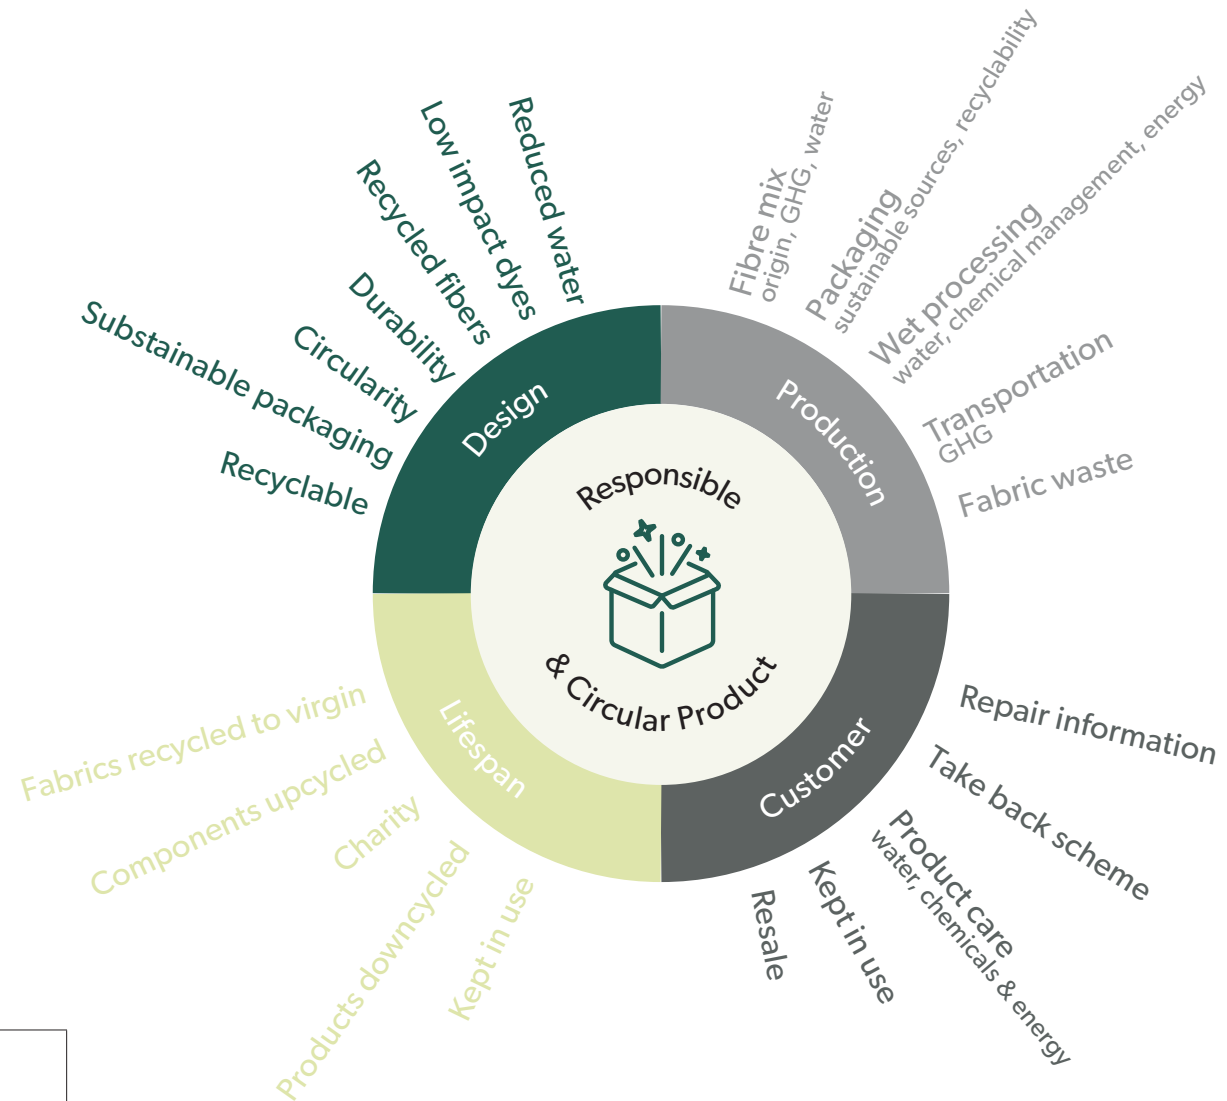 Responsible
& Circular Product
Design
Recyclable
Substainable packaging
Circularity
Durability
Recycled fibers
Low impact dyes
Reduced water
Production
Fibre mix
origin, GHG, water
Packaging
sustainable sources, recyclability
Wet processing
water, chemical management, energy
Transportation
GHG
Fabric waste
Customer
Repair information
Take back scheme
Product care
water, chemicals & energy
Kept in use
Resale
Lifespan
Kept in use
Products downcycled
Charity
Components upcycled
Fabrics recycled to virgin